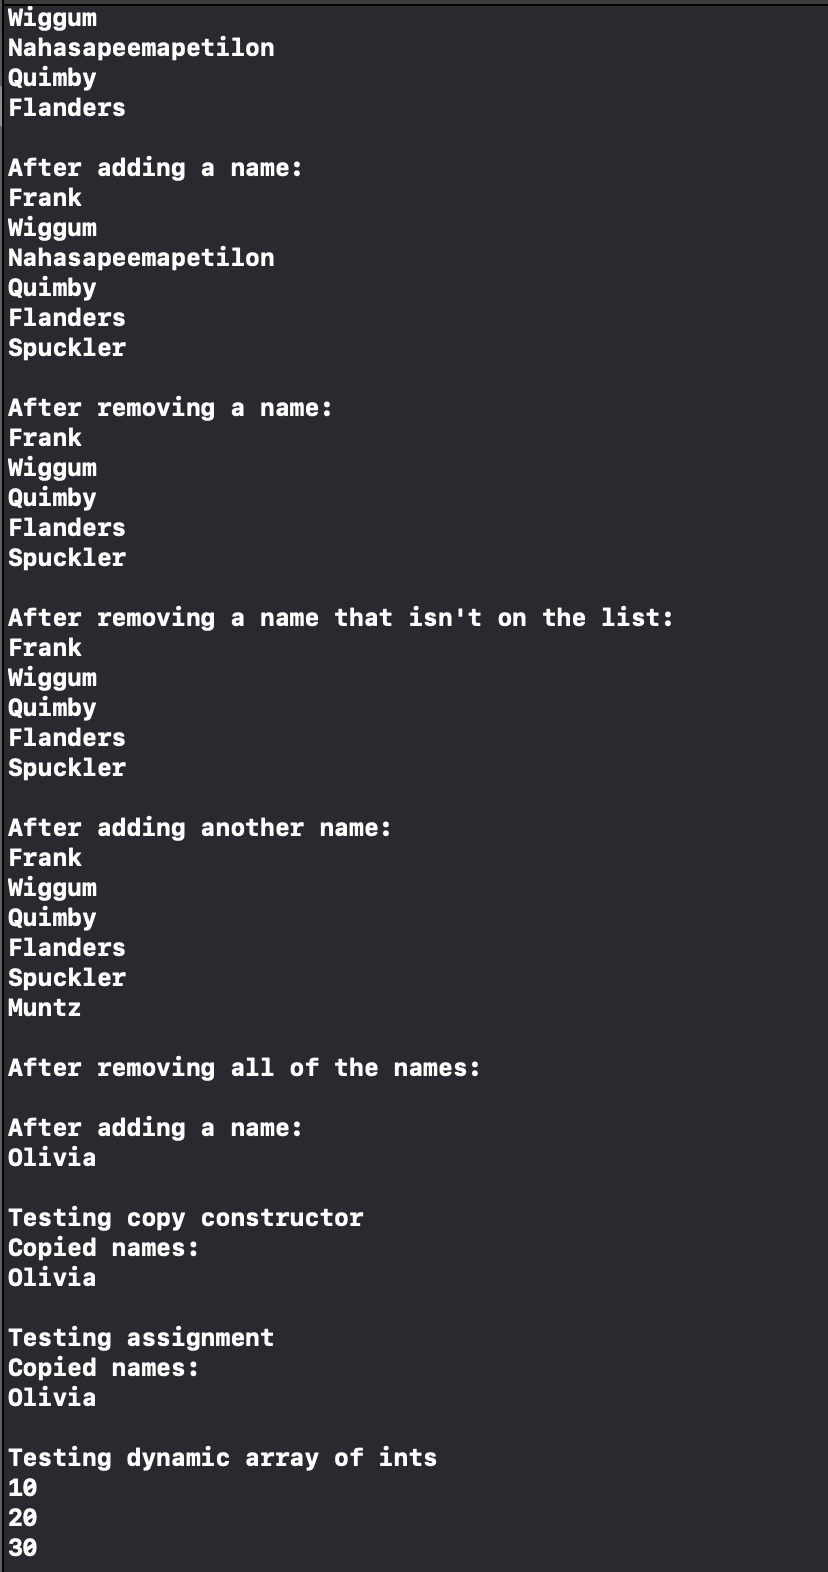 Wiggum
Nahasapeemapetilon
Quimby
Flanders

After adding a name:
Frank
Wiggum
Nahasapeemapetilon
Quimby
Flanders
Spuckler

After removing a name:
Frank
Wiggum
Quimby
Flanders
Spuckler

After removing a name that isn't on the list:
Frank
Wiggum
Quimby
Flanders
Spuckler

After adding another name:
Frank
Wiggum
Quimby
Flanders
Spuckler
Muntz

After removing all of the names:

After adding a name:
Olivia

Testing copy constructor
Copied names:
Olivia

Testing assignment
Copied names:
Olivia

Testing dynamic array of ints
10
20
30